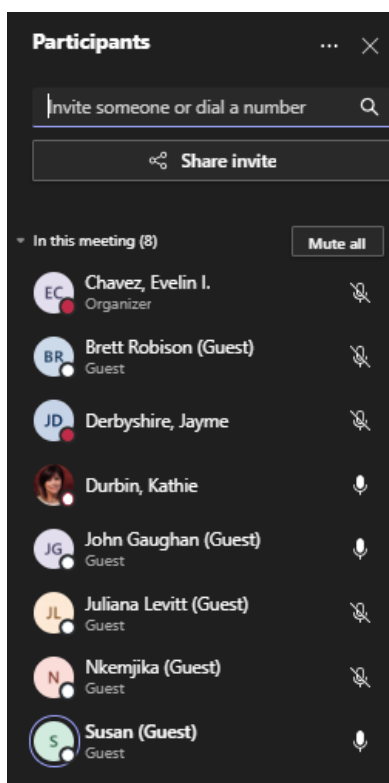 Participants
Invite someone or dial a number
Share invite
In this meeting (8)
Mute all
EC
Chavez, Evelin I.
Organizer
BR
Brett Robison (Guest)
Guest
JD
Derbyshire, Jayme
Durbin, Kathie
JG
John Gaughan (Guest)
Guest
JL
Juliana Levitt (Guest)
Guest
N
Nkemjika (Guest)
Guest
S
Susan (Guest)
Guest